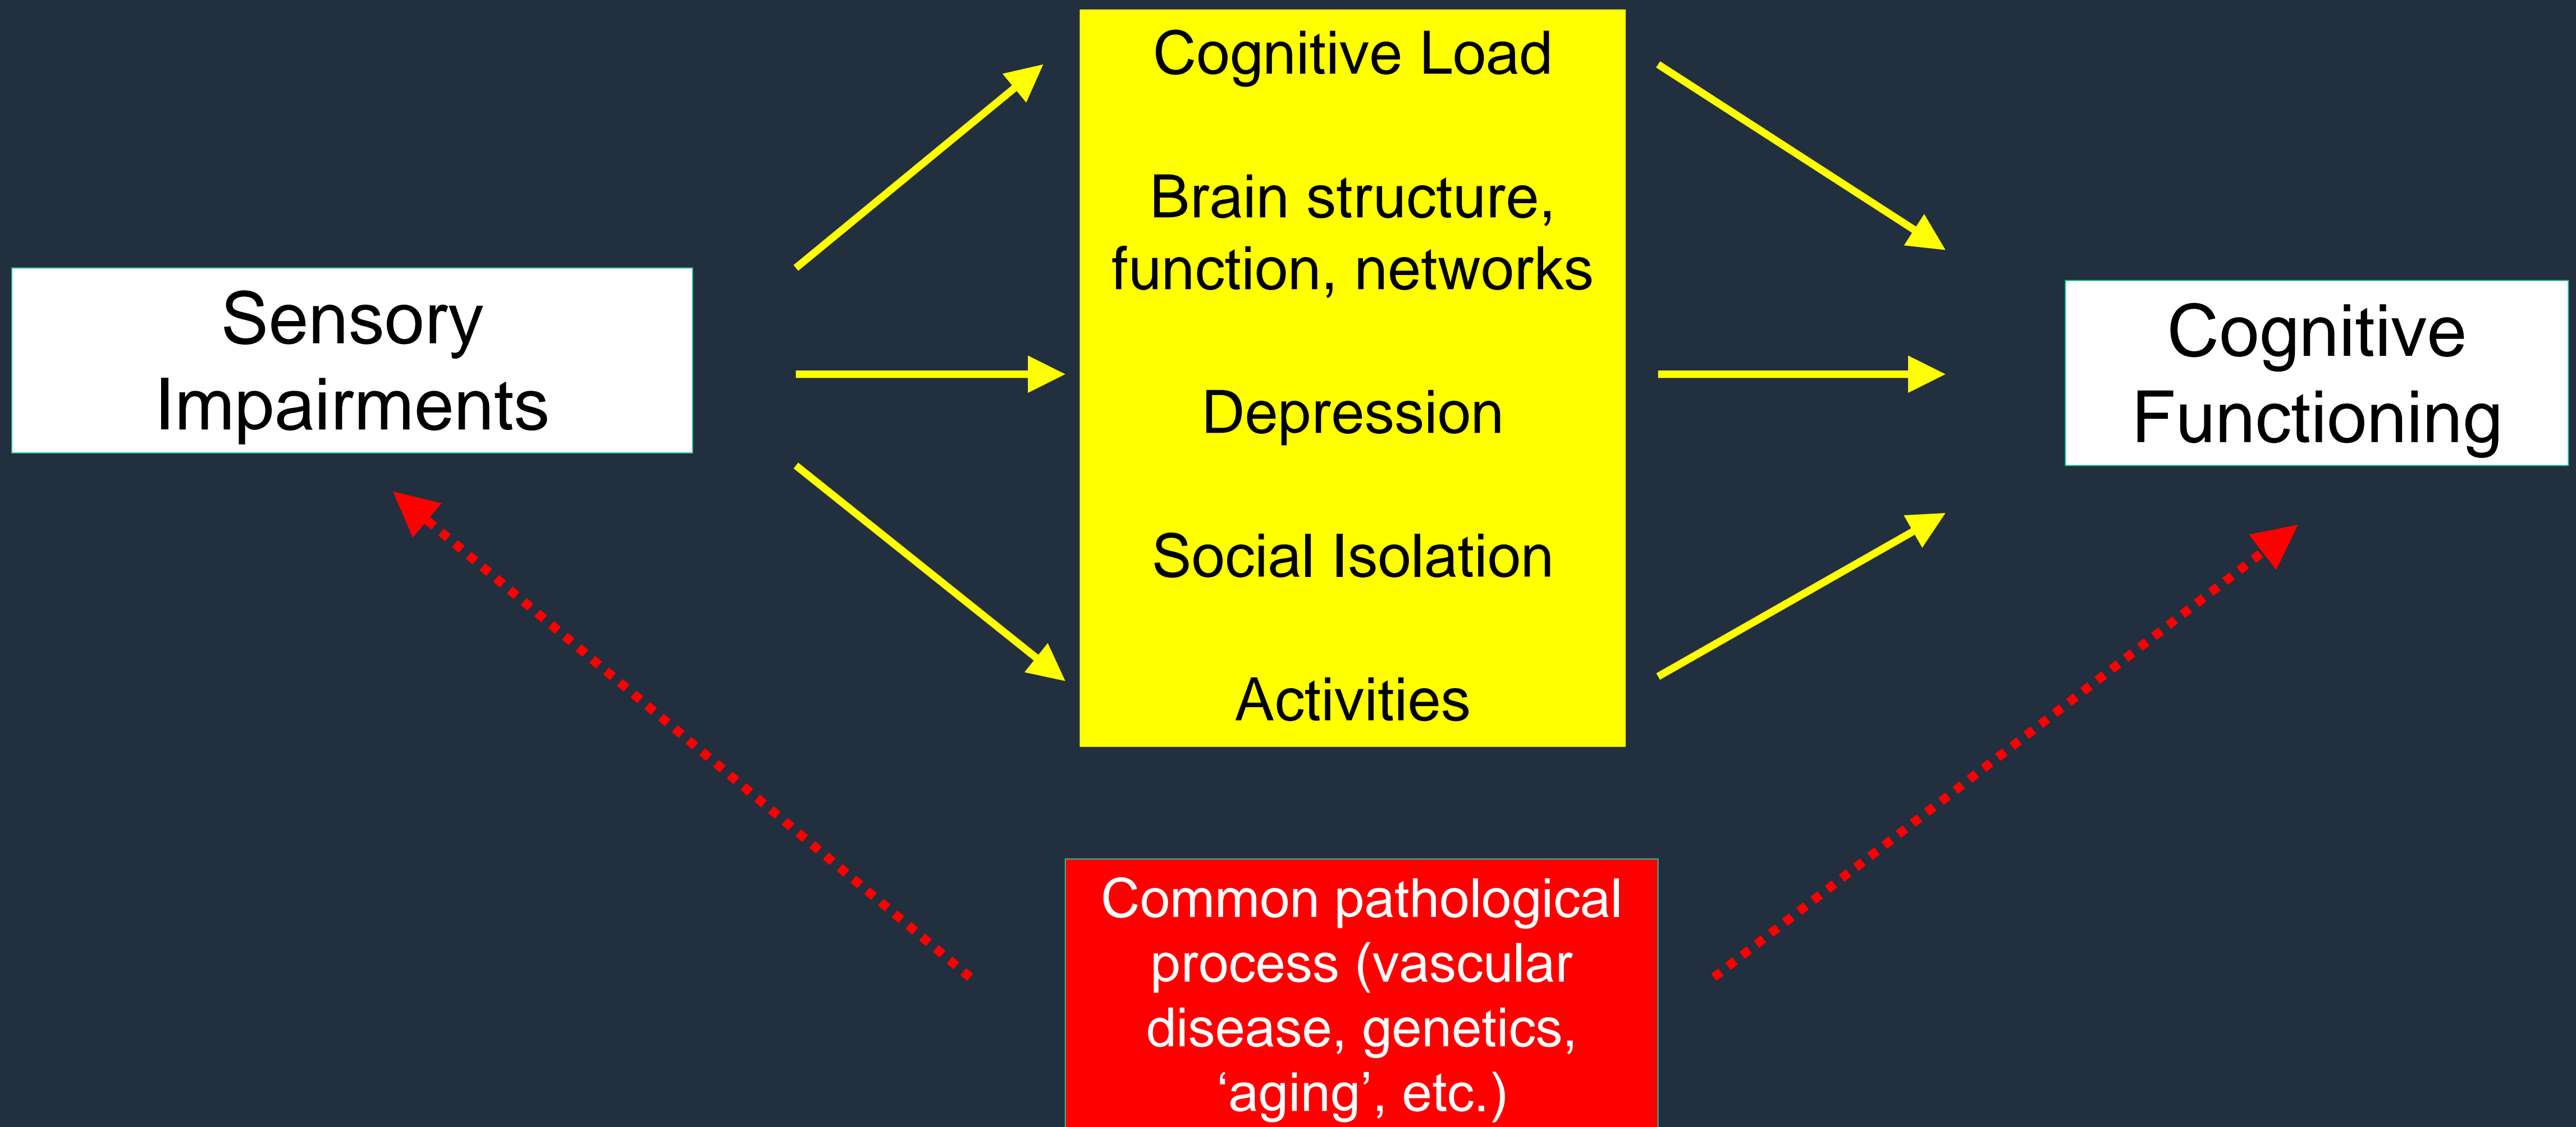 Sensory
Impairments
Cognitive Load
Brain structure,
function, networks
Depression
Social Isolation
Activities
Cognitive
Functioning
Common pathological
process (vascular
disease, genetics,
‘aging’, etc.)